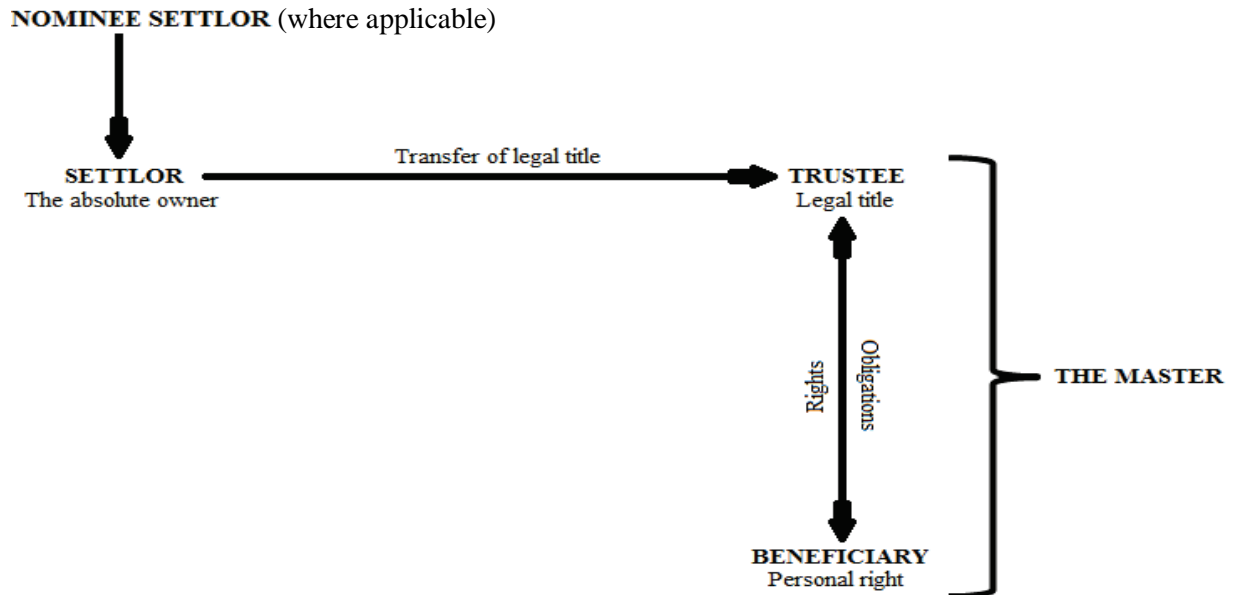 NOMINEE SETTLOR (where applicable)
Transfer of legal title
SETTLOR
The absolute owner
TRUSTEE
Legal title
Rights
Obligations
THE MASTER
BENEFICIARY
Personal right